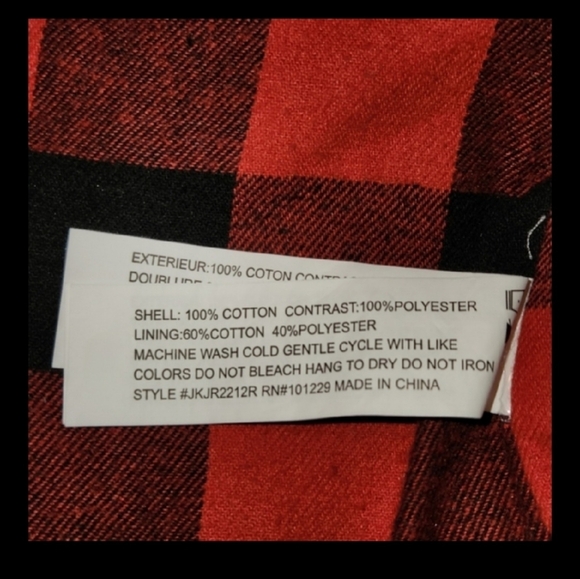 EXTERIEUR:100% COTON
SHELL: 100% COTTON CONTRAST:100%POLYESTER
LINING:60%COTTON 40%POLYESTER
MACHINE WASH COLD GENTLE CYCLE WITH LIKE
COLORS DO NOT BLEACH HANG TO DRY DO NOT IRON
STYLE #JKJR2212R RN#101229 MADE IN CHINA